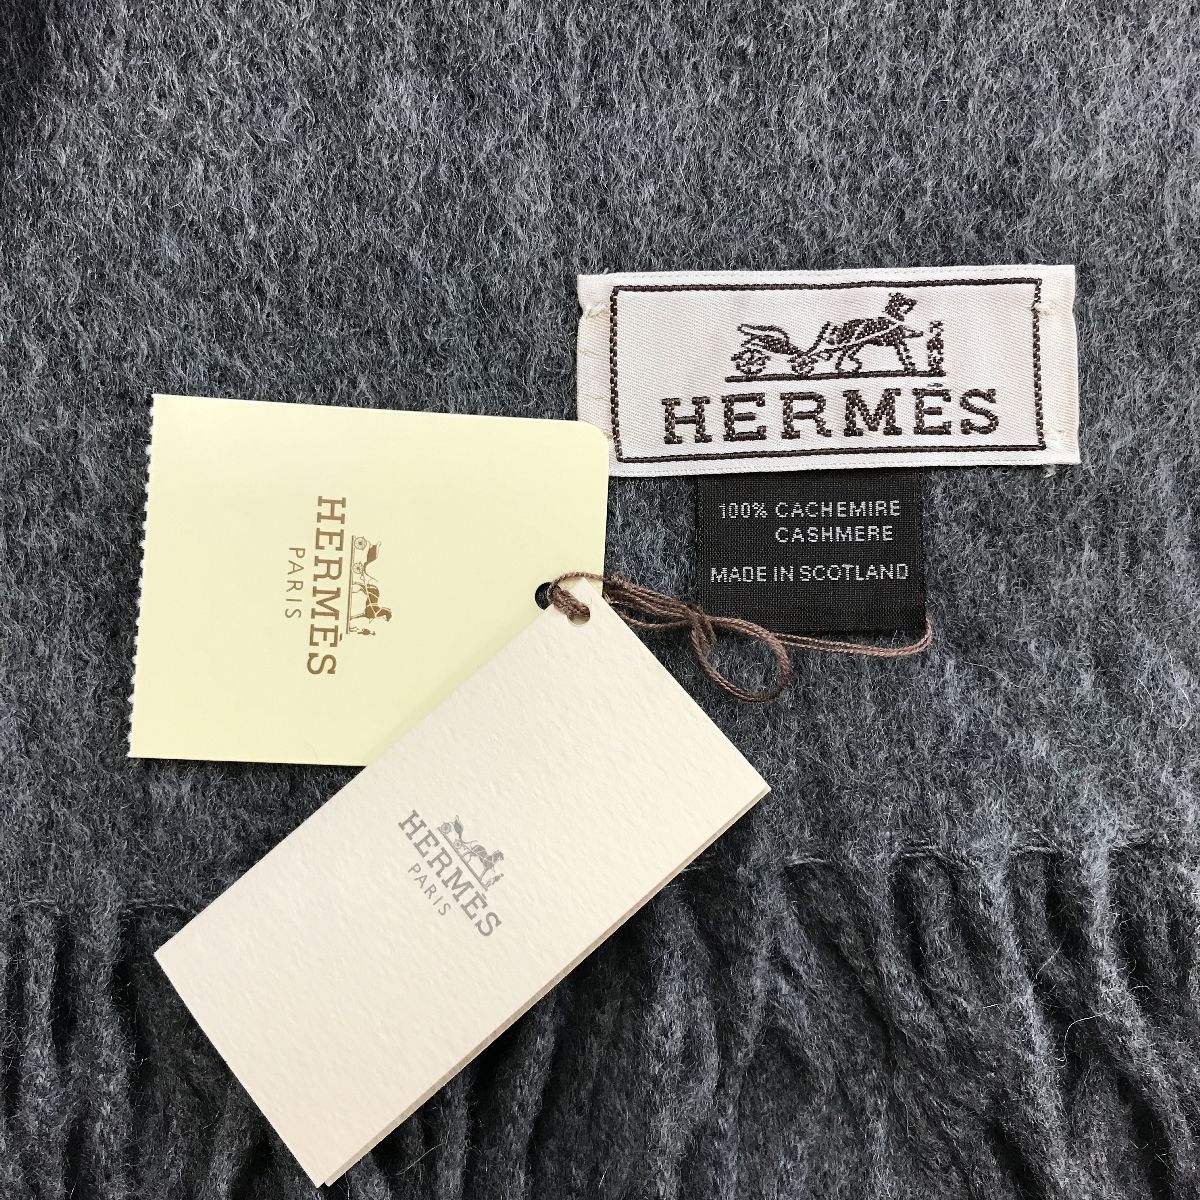 HERMÈS
100% CACHEMIRE
CASHMERE
MADE IN SCOTLAND
HERMÈS
PARIS
HERMÈS
PARIS